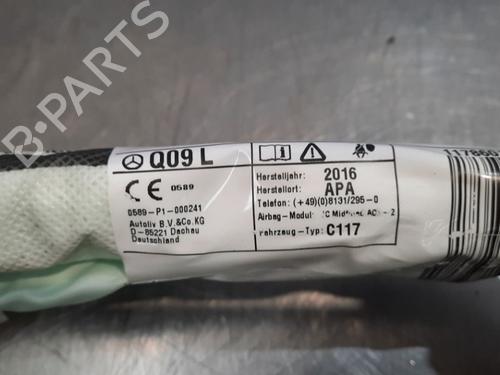 B-PARTS
Q09 L
CE 0589
0589-P1-000241
Autoliv B.V.&Co.KG
D-85221 Dachau
Deutschland
Herstelljahr: 2016
Herstellort: APA
Telefon: (+49)(0)8131/295-0
Airbag-Modul
-Typ: C117